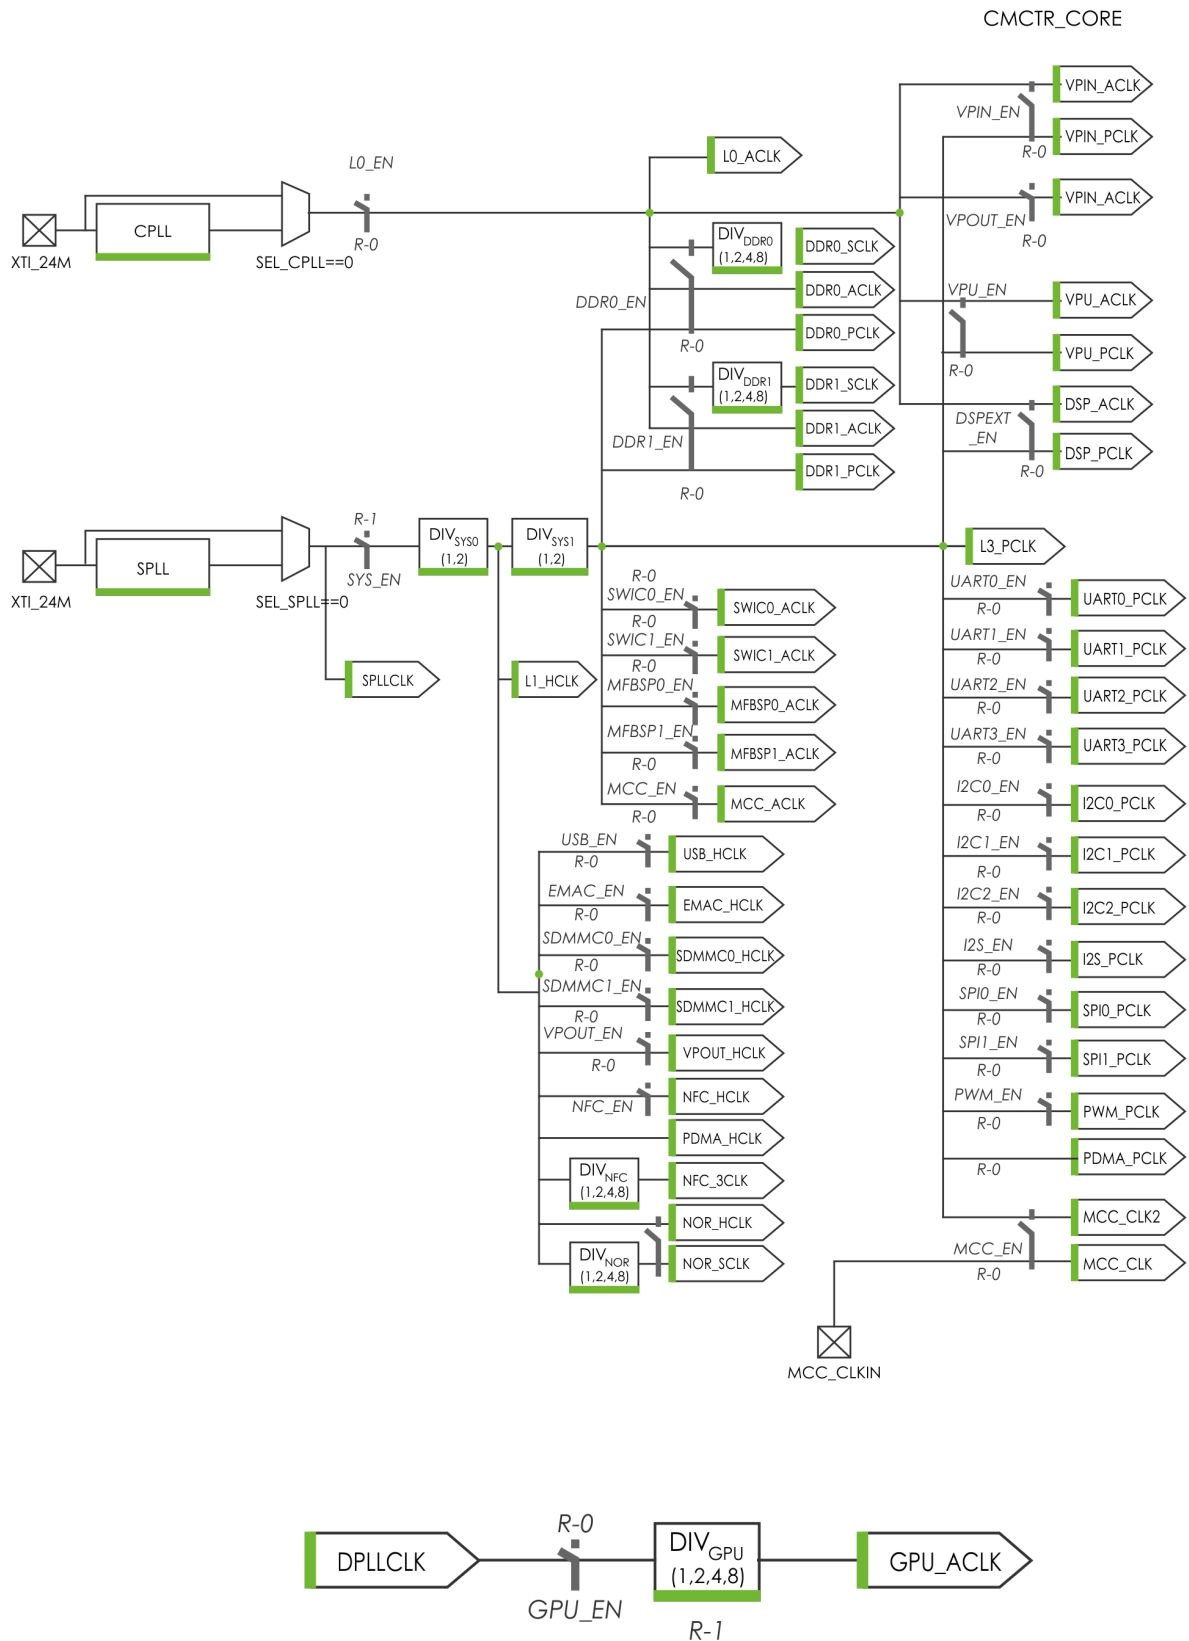 CMCTR_CORE
VPIN_ACLK
VPIN_EN
VPIN_PCLK
R-0
L0_EN
L0_ACLK
VPIN_ACLK
VPOUT_EN
R-0
XTI_24M
CPLL
SEL_CPLL==0
R-0
DIVDDR0
(1,2,4,8)
DDR0_SCLK
DDR0_EN
DDR0_ACLK
DDR0_PCLK
R-0
VPU_EN
VPU_ACLK
VPU_PCLK
R-0
DIVDDR1
(1,2,4,8)
DDR1_SCLK
DDR1_EN
DDR1_ACLK
DDR1_PCLK
R-0
DSP_ACLK
DSPEXT
_EN
DSP_PCLK
R-0
XTI_24M
SPLL
SEL_SPLL==0
R-1
SYS_EN
DIVSYS0
(1,2)
DIVSYS1
(1,2)
L3_PCLK
SPLLCLK
L1_HCLK
R-0
SWIC0_EN
SWIC0_ACLK
R-0
SWIC1_EN
SWIC1_ACLK
R-0
MFBSP0_EN
MFBSP0_ACLK
MFBSP1_EN
MFBSP1_ACLK
R-0
MCC_EN
MCC_ACLK
R-0
UART0_EN
R-0
UART0_PCLK
UART1_EN
R-0
UART1_PCLK
UART2_EN
R-0
UART2_PCLK
UART3_EN
R-0
UART3_PCLK
I2C0_EN
R-0
I2C0_PCLK
I2C1_EN
R-0
I2C1_PCLK
I2C2_EN
R-0
I2C2_PCLK
I2S_EN
R-0
I2S_PCLK
SPI0_EN
R-0
SPI0_PCLK
SPI1_EN
R-0
SPI1_PCLK
PWM_EN
R-0
PWM_PCLK
R-0
PDMA_PCLK
MCC_CLK2
MCC_EN
R-0
MCC_CLK
USB_EN
R-0
USB_HCLK
EMAC_EN
R-0
EMAC_HCLK
SDMMC0_EN
R-0
SDMMC0_HCLK
SDMMC1_EN
R-0
SDMMC1_HCLK
VPOUT_EN
R-0
VPOUT_HCLK
NFC_EN
NFC_HCLK
PDMA_HCLK
DIVNFC
(1,2,4,8)
NFC_3CLK
NOR_HCLK
DIVNOR
(1,2,4,8)
NOR_SCLK
MCC_CLKIN
DPLLCLK
R-0
GPU_EN
DIVGPU
(1,2,4,8)
R-1
GPU_ACLK